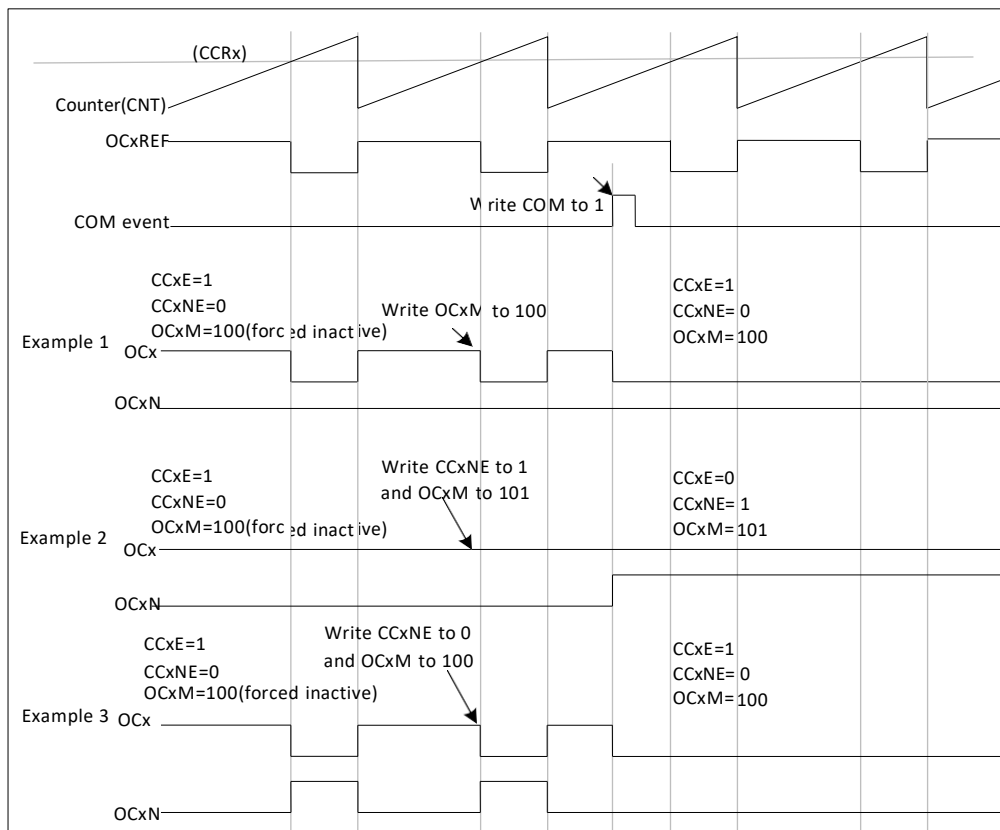 (CCRx)
Counter(CNT)
OCxREF
Write COM to 1
COM event
CCxE=1
CCxNE=0
OCxM=100(forced inactive)
Write OCxM to 100
CCxE=1
CCxNE= 0
OCxM=100
Example 1
OCx
OCxN
CCxE=1
CCxNE=0
OCxM=100(forced inactive)
Write CCxNE to 1
and OCxM to 101
CCxE=0
CCxNE= 1
OCxM=101
Example 2
OCx
OCxN
CCxE=1
CCxNE=0
OCxM=100(forced inactive)
Write CCxNE to 0
and OCxM to 100
CCxE=1
CCxNE= 0
OCxM=100
Example 3
OCx
OCxN